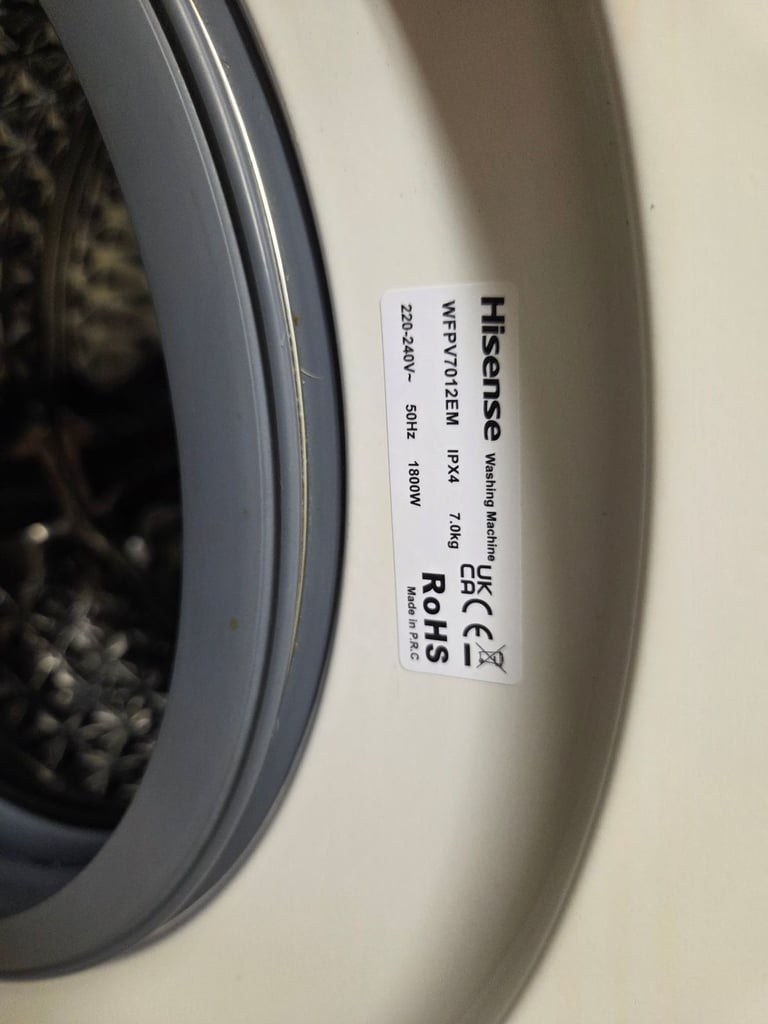 Hisense Washing Machine
WFPV7012EM IPX4 7.0kg
220-240V~ 50Hz 1800W
UK
CA CE
RoHS
Made in P.R.C